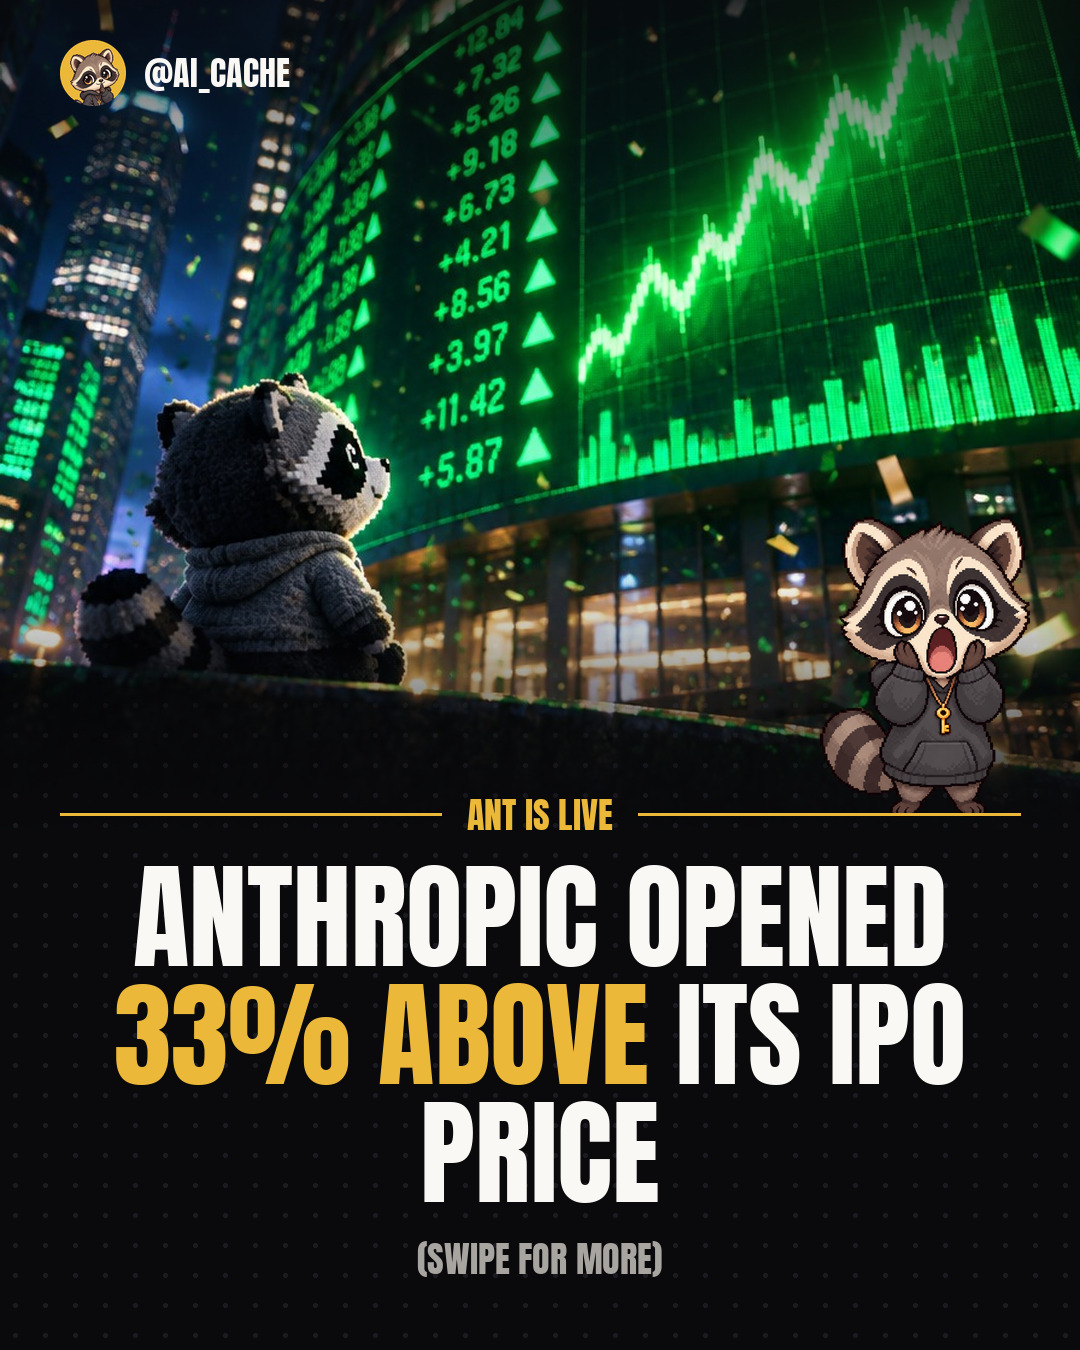 @AI_CACHE
+12.84
+7.32
+5.26
+9.18
+6.73
+4.21
+8.56
+3.97
+11.42
+5.87
ANT IS LIVE
ANTHROPIC OPENED
33% ABOVE ITS IPO
PRICE
(SWIPE FOR MORE)